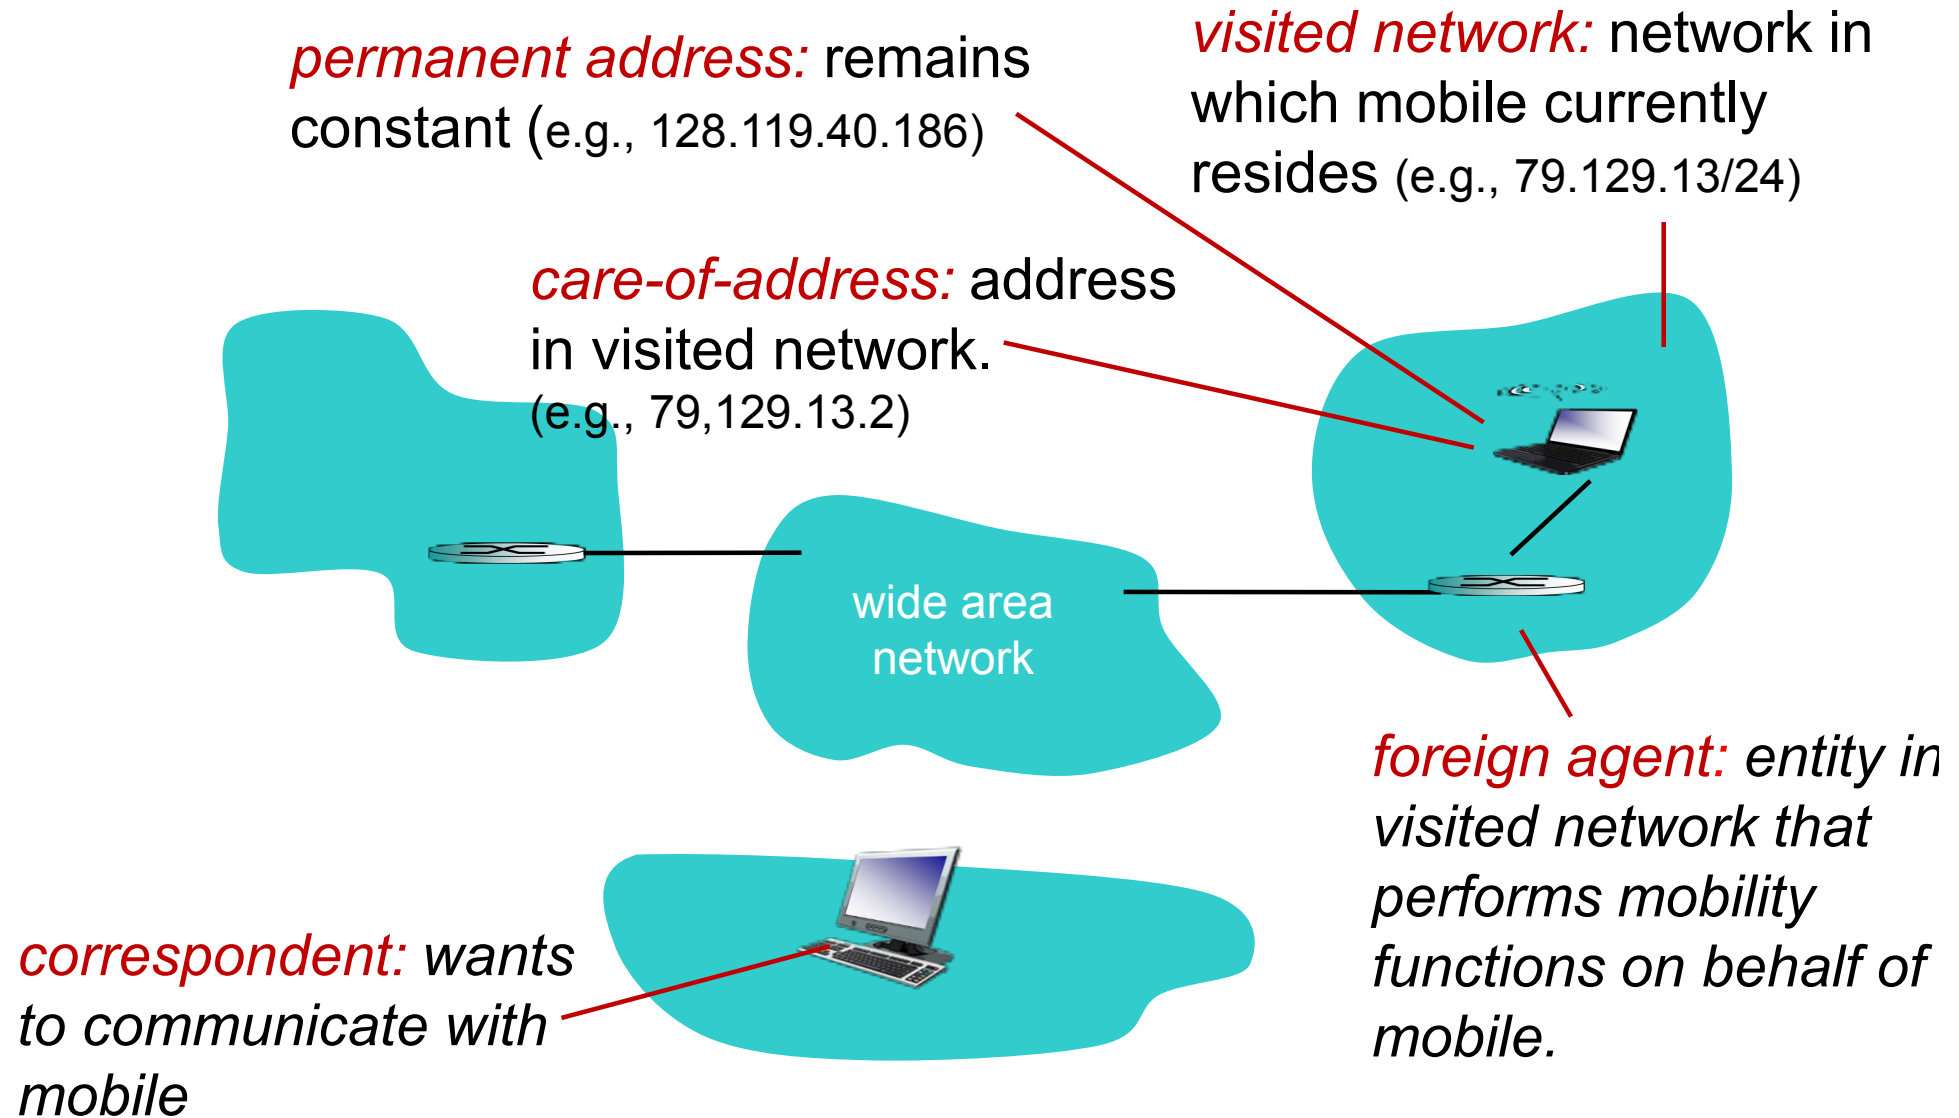 permanent address: remains
constant (e.g., 128.119.40.186)
visited network: network in
which mobile currently
resides (e.g., 79.129.13/24)
care-of-address: address
in visited network.
(e.g., 79,129.13.2)
wide area
network
foreign agent: entity in
visited network that
performs mobility
functions on behalf of
mobile.
correspondent: wants
to communicate with
mobile